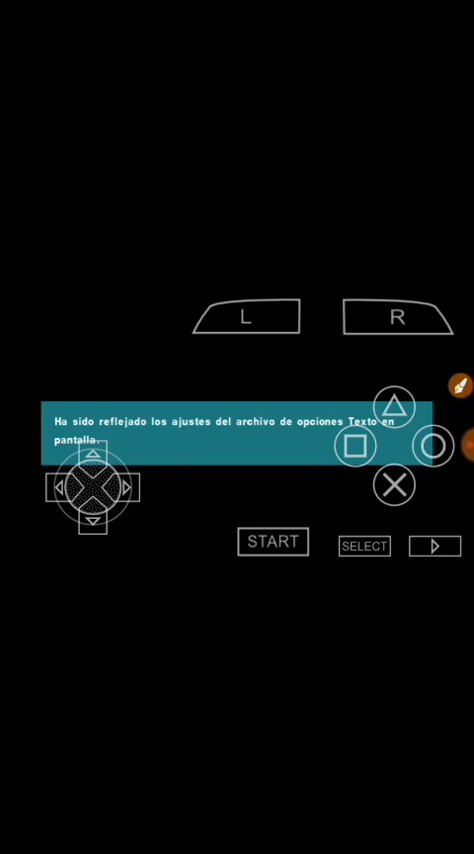 L
R
Ha sido reflejado los ajustes del archivo de opciones Texto en
pantalla.
START
SELECT